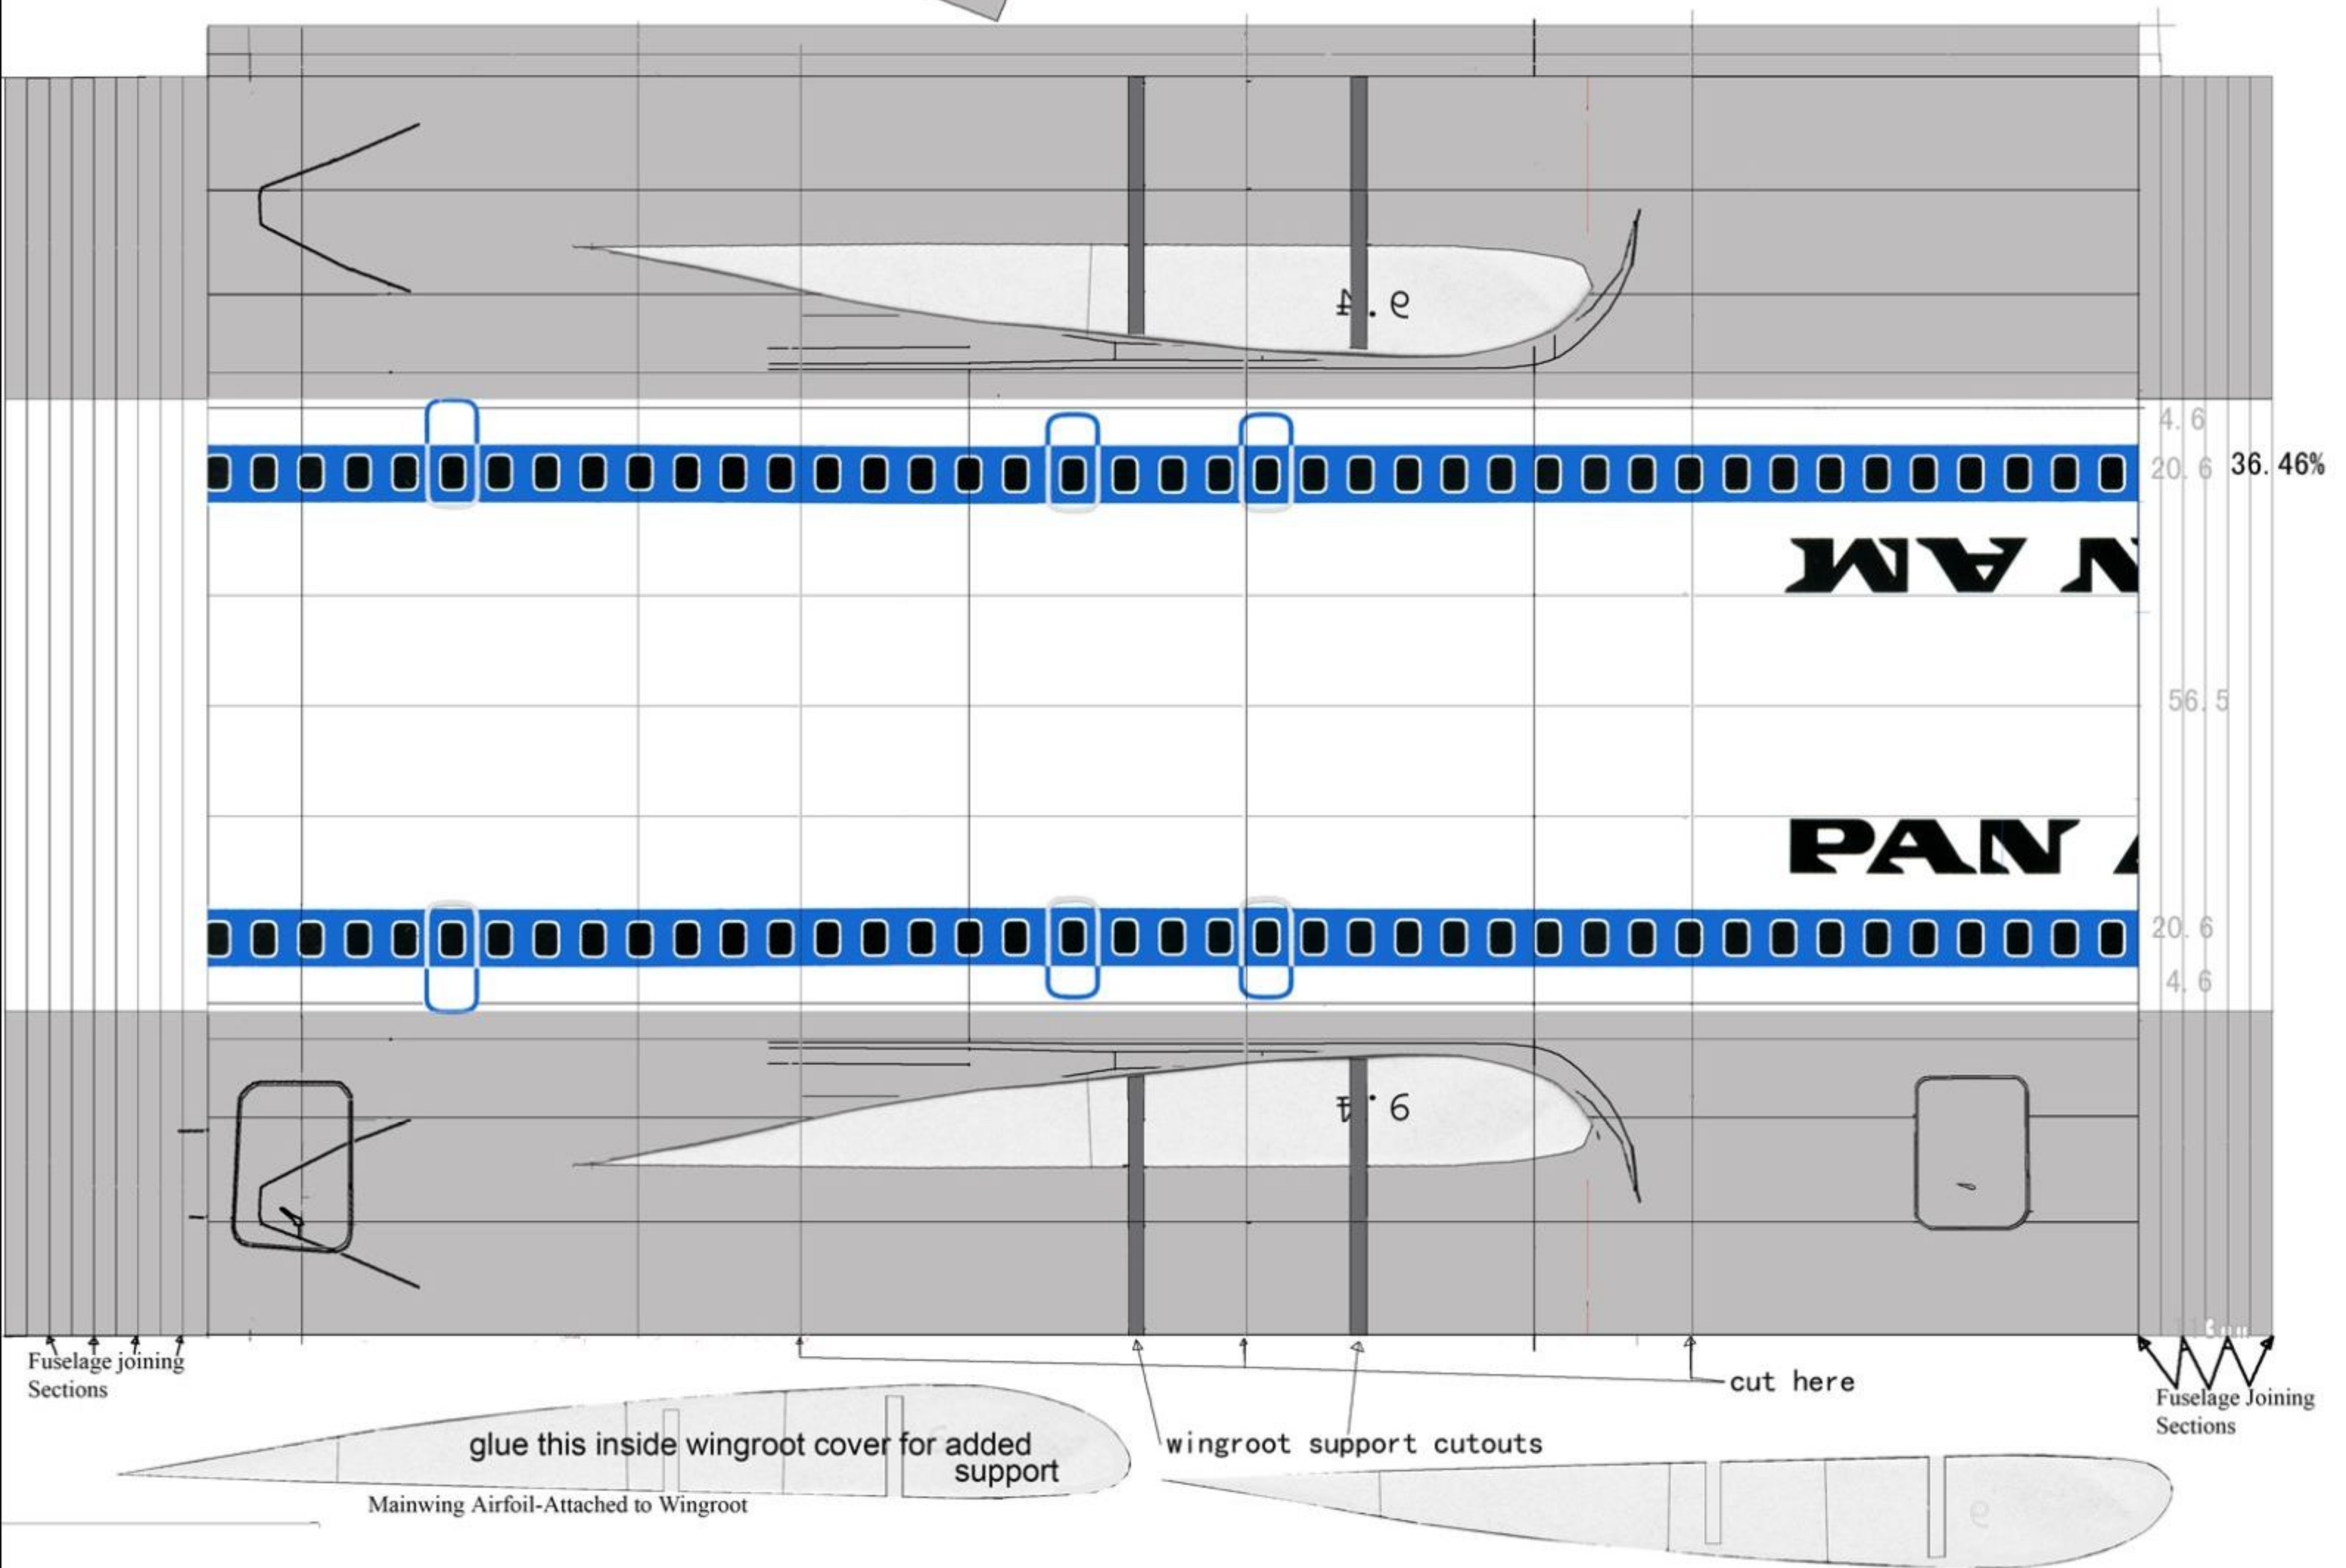 9.4
4.6
20.6 36.46%
N AM
56.5
PAN A
20.6
4.6
9.4
Fuselage joining
Sections
cut here
Fuselage Joining
Sections
glue this inside wingroot cover for added
support
wingroot support cutouts
Mainwing Airfoil-Attached to Wingroot
9